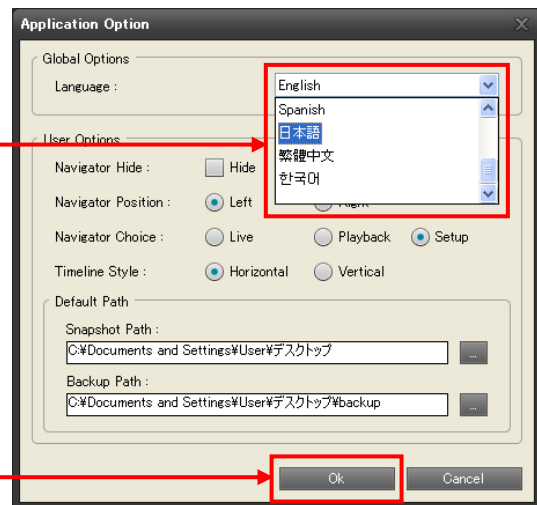 Application Option
Global Options
Language :
English
Spanish
日本語
繁體中文
한국어
User Options
Navigator Hide :
Hide
Navigator Position :
Left
Navigator Choice :
Live
Playback
Setup
Timeline Style :
Horizontal
Vertical
Default Path
Snapshot Path :
C:¥Documents and Settings¥User¥デスクトップ
...
Backup Path :
C:¥Documents and Settings¥User¥デスクトップ¥backup
...
Ok
Cancel